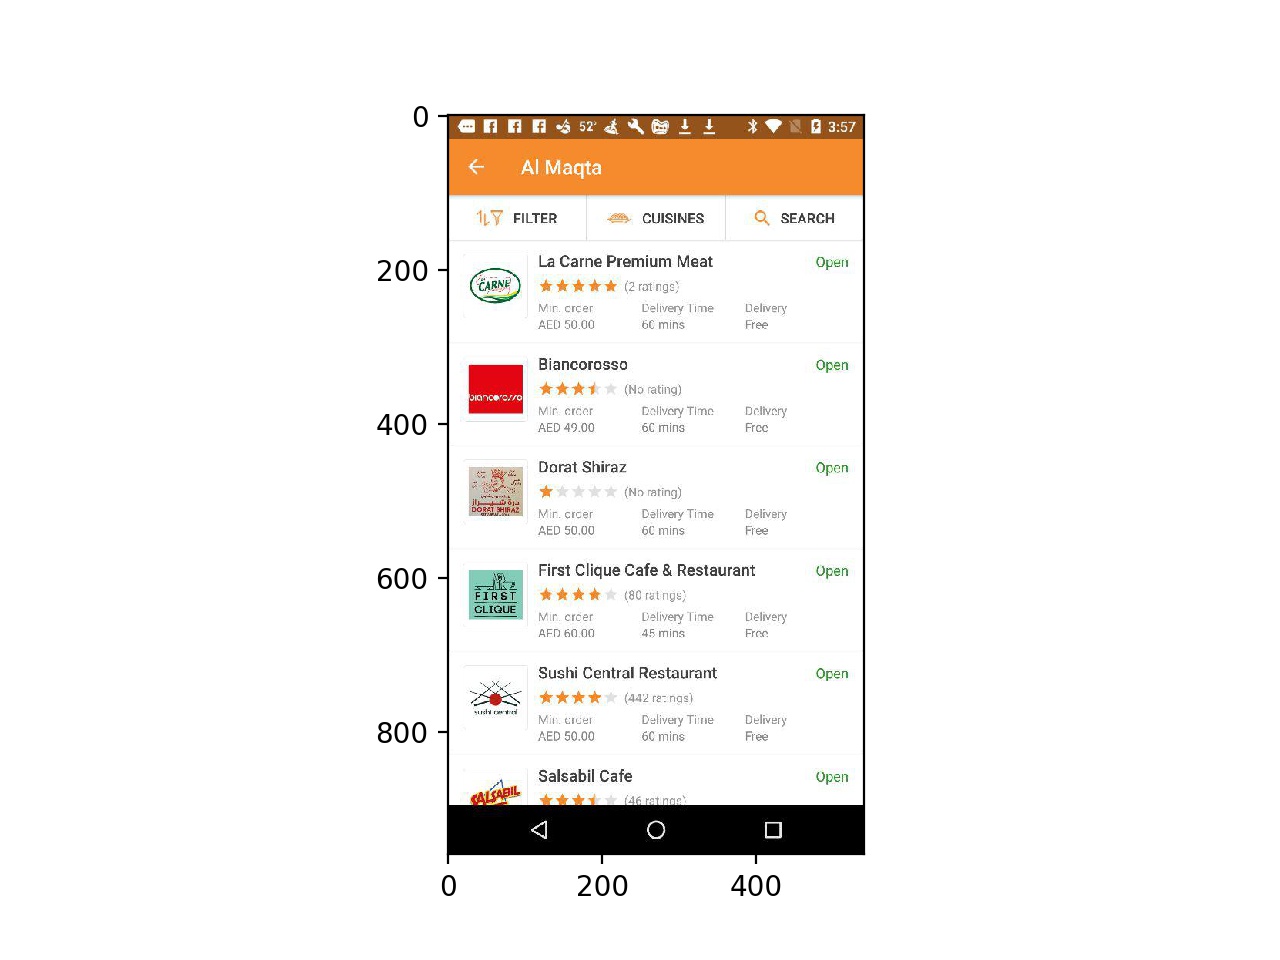 52°
3:57
Al Maqta
FILTER
CUISINES
SEARCH
CARNE
La Carne Premium Meat
Open
(2 ratings)
Min. order
Delivery Time
Delivery
AED 50.00
60 mins
Free
biancorosso
Biancorosso
Open
(No rating)
Min. order
Delivery Time
Delivery
AED 49.00
60 mins
Free
درة شيراز
DORAT SHIRAZ
Dorat Shiraz
Open
(No rating)
Min. order
Delivery Time
Delivery
AED 50.00
60 mins
Free
FIRST
CLIQUE
First Clique Cafe & Restaurant
Open
(80 ratings)
Min. order
Delivery Time
Delivery
AED 60.00
45 mins
Free
sushi central
Sushi Central Restaurant
Open
(442 ratings)
Min. order
Delivery Time
Delivery
AED 50.00
60 mins
Free
SALSABIL
Salsabil Cafe
Open
(46 ratings)
0
200
400
600
800
0
200
400